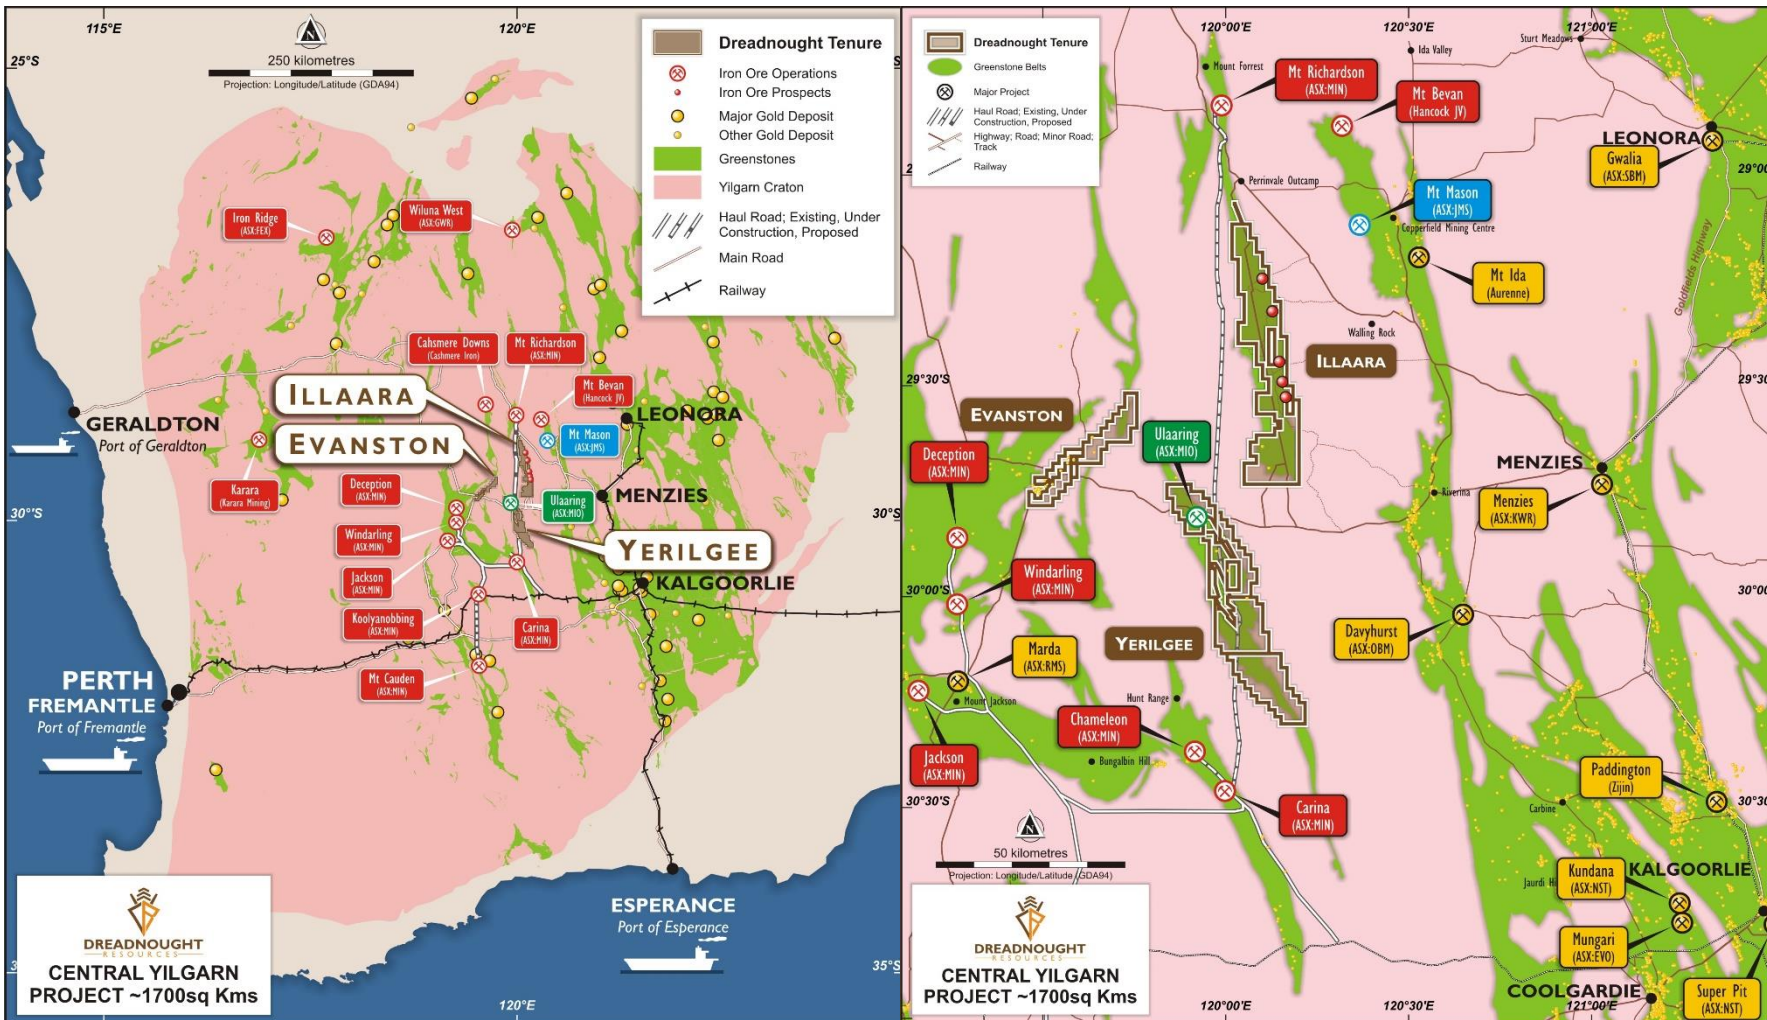 115°E
120°E
25°S
N
250 kilometres
Projection: Longitude/Latitude (GDA94)
Dreadnought Tenure
Iron Ore Operations
Iron Ore Prospects
Major Gold Deposit
Other Gold Deposit
Greenstones
Yilgarn Craton
Haul Road; Existing, Under
Construction, Proposed
Main Road
Railway
Iron Ridge
(ASX:FEX)
Wiluna West
(ASX:GWR)
Cahsmere Downs
(Cashmere Iron)
Mt Richardson
(ASX:MIN)
Mt Bevan
(Hancock JV)
ILLAARA
EVANSTON
LEONORA
GERALDTON
Port of Geraldton
Mt Mason
(ASX:JMS)
Karara
(Karara Mining)
Deception
(ASX:MIN)
Ulaaring
(ASX:MIO)
MENZIES
30°S
30°S
Windarling
(ASX:MIN)
YERILGEE
Jackson
(ASX:MIN)
KALGOORLIE
Koolyanobbing
(ASX:MIN)
Carina
(ASX:MIN)
Mt Cauden
(ASX:MIN)
PERTH
FREMANTLE
Port of Fremantle
ESPERANCE
Port of Esperance
DREADNOUGHT
RESOURCES
CENTRAL YILGARN
PROJECT ~1700sq Kms
120°E
35°S
120°00'E
120°30'E
121°00'E
Dreadnought Tenure
Greenstone Belts
Major Project
Haul Road; Existing, Under
Construction, Proposed
Highway; Road; Minor Road;
Track
Railway
Mount Forrest
Ida Valley
Sturt Meadows
Mt Richardson
(ASX:MIN)
Mt Bevan
(Hancock JV)
LEONORA
Gwalia
(ASX:SBM)
29°00'S
Perrinvale Outcamp
Mt Mason
(ASX:JMS)
Copperfield Mining Centre
Mt Ida
(Aurenne)
Goldfields Highway
Walling Rock
ILLAARA
29°30'S
29°30'S
EVANSTON
Deception
(ASX:MIN)
Ulaaring
(ASX:MIO)
MENZIES
Riverina
Menzies
(ASX:KWR)
Windarling
(ASX:MIN)
30°00'S
30°00'S
Marda
(ASX:RMS)
YERILGEE
Davyhurst
(ASX:OBM)
Mount Jackson
Hunt Range
Chameleon
(ASX:MIN)
Jackson
(ASX:MIN)
Bungalbin Hill
Paddington
(Zijin)
30°30'S
30°30'S
Carina
(ASX:MIN)
Carbine
N
50 kilometres
Projection: Longitude/Latitude (GDA94)
Kundana
(ASX:NST)
KALGOORLIE
Mungari
(ASX:EVO)
COOLGARDIE
Super Pit
(ASX:NST)
DREADNOUGHT
RESOURCES
CENTRAL YILGARN
PROJECT ~1700sq Kms
120°00'E
120°30'E
121°00'E